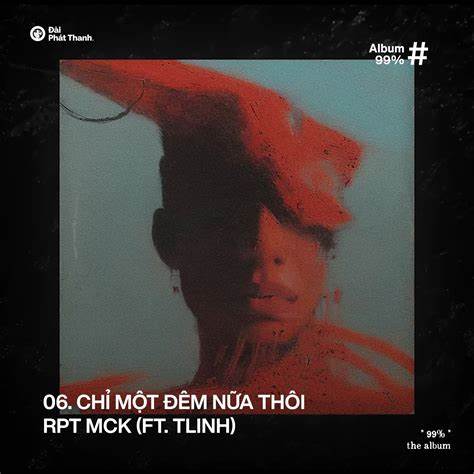 Đài
Phát Thanh.
Album
99%
#
06. CHỈ MỘT ĐÊM NỮA THÔI
RPT MCK (FT. TLINH)
" 99% "
the album